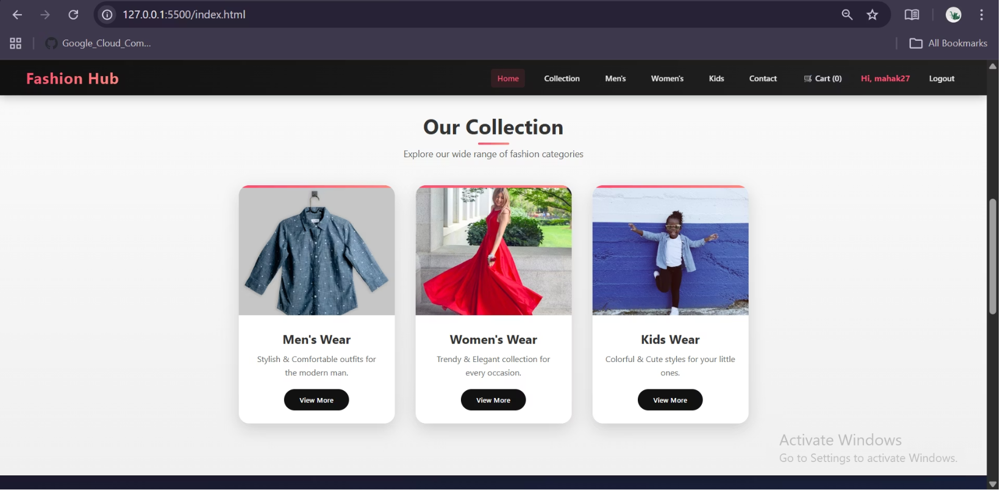 127.0.0.1:5500/index.html
Google_Cloud_Com...
All Bookmarks
Fashion Hub
Home
Collection
Men's
Women's
Kids
Contact
Cart (0)
Hi, mahak27
Logout
Our Collection
Explore our wide range of fashion categories
Men's Wear
Stylish & Comfortable outfits for
the modern man.
View More
Women's Wear
Trendy & Elegant collection for
every occasion.
View More
Kids Wear
Colorful & Cute styles for your little
ones.
View More
Activate Windows
Go to Settings to activate Windows.